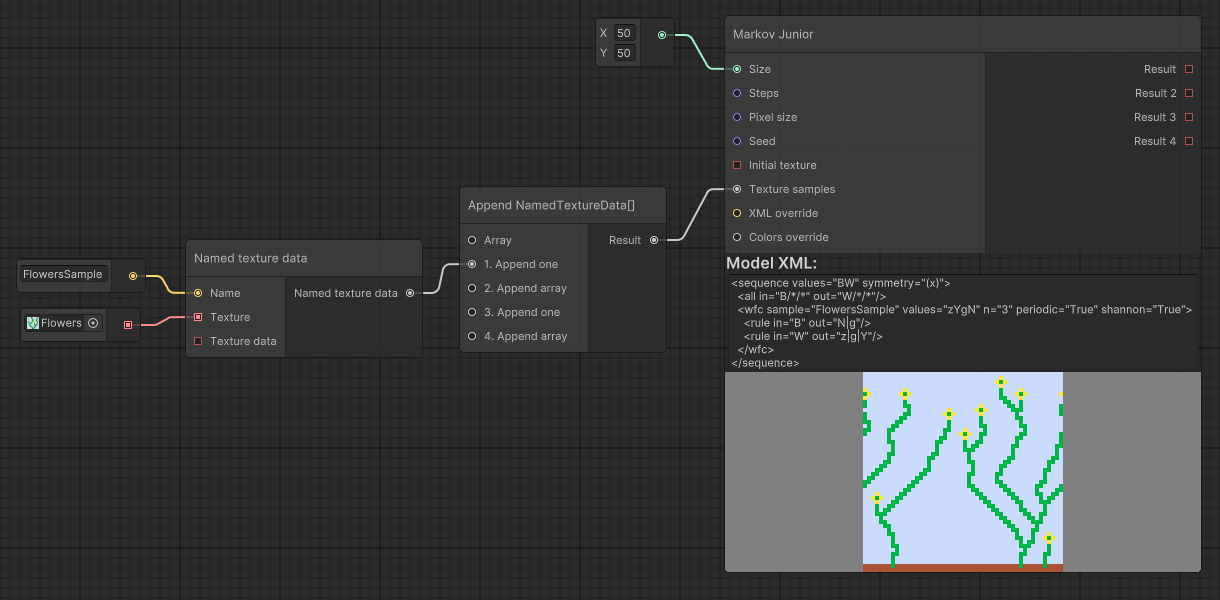 X 50
Y 50
Markov Junior
Size
Result
Steps
Result 2
Pixel size
Result 3
Seed
Result 4
Initial texture
Texture samples
XML override
Colors override
Append NamedTextureData[]
Array
Result
1. Append one
2. Append array
3. Append one
4. Append array
Named texture data
Name
Named texture data
Texture
Texture data
FlowersSample
Flowers
Model XML:
<sequence values="BW" symmetry="(x)">
<all in="B/*/*" out="W/*/*"/>
<wfc sample="FlowersSample" values="zYgN" n="3" periodic="True" shannon="True">
<rule in="B" out="N|g"/>
<rule in="W" out="z|g|Y"/>
</wfc>
</sequence>